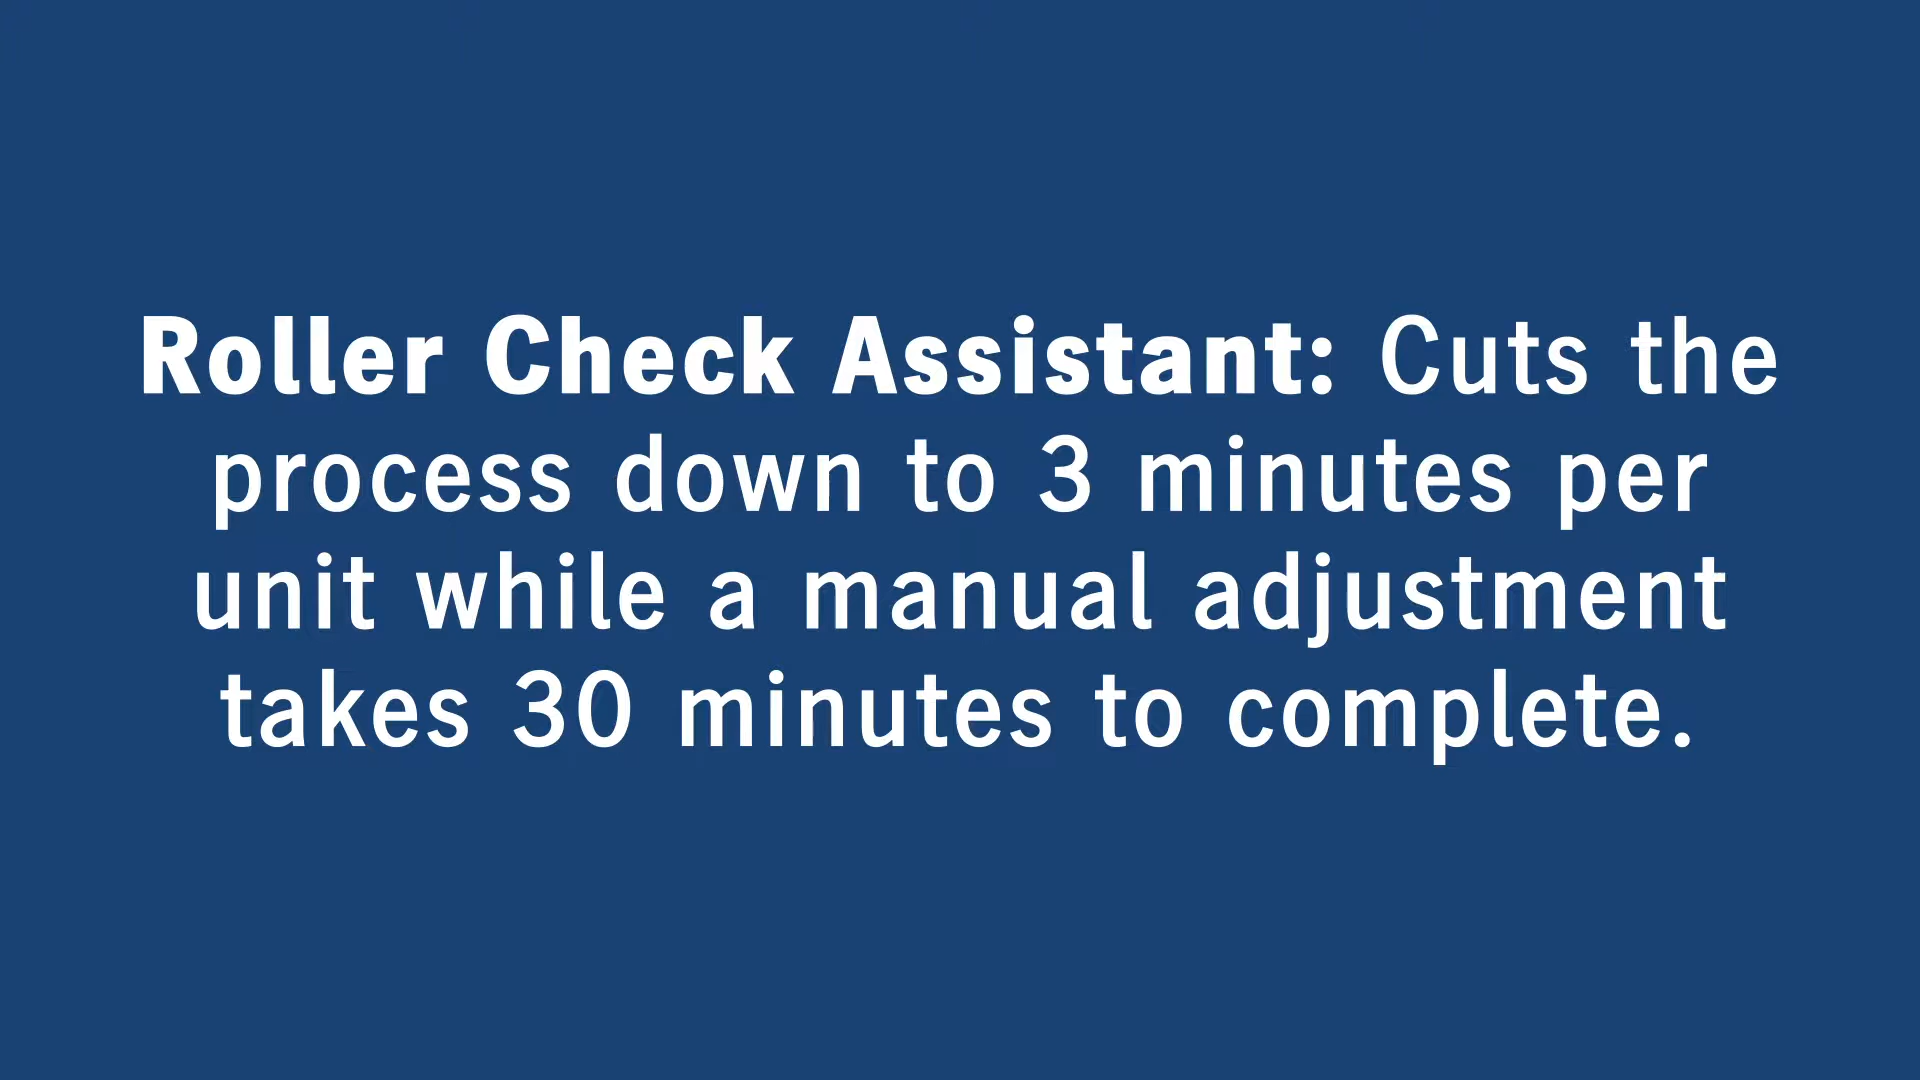 Roller Check Assistant: Cuts the
process down to 3 minutes per
unit while a manual adjustment
takes 30 minutes to complete.